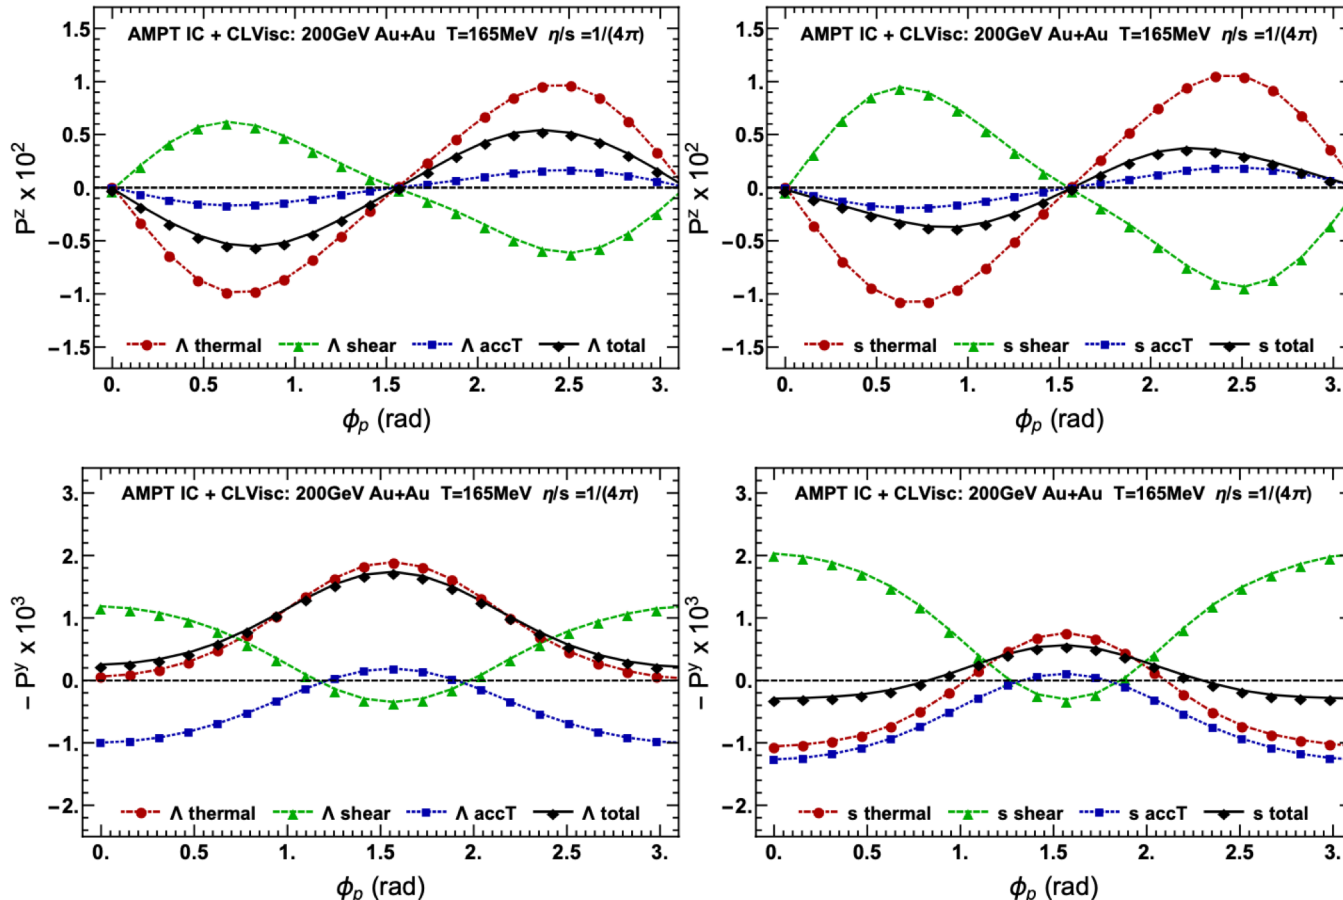 AMPT IC + CLVisc: 200GeV Au+Au T=165MeV η/s =1/(4π)
1.
0.5
0.
−0.5
−1.
−1.5
P^z x 10^2
Λ thermal Λ shear Λ accT Λ total
0. 0.5 1. 1.5 2. 2.5 3.
ϕ_p (rad)
AMPT IC + CLVisc: 200GeV Au+Au T=165MeV η/s =1/(4π)
1.
0.5
0.
−0.5
−1.
−1.5
P^z x 10^2
s thermal s shear s accT s total
0. 0.5 1. 1.5 2. 2.5 3.
ϕ_p (rad)
AMPT IC + CLVisc: 200GeV Au+Au T=165MeV η/s =1/(4π)
3.
2.
1.
0.
−1.
−2.
− P^y x 10^3
Λ thermal Λ shear Λ accT Λ total
0. 0.5 1.0 1.5 2. 2.5 3.
ϕ_p (rad)
AMPT IC + CLVisc: 200GeV Au+Au T=165MeV η/s =1/(4π)
3.
2.
1.
0.
−1.
−2.
− P^y x 10^3
s thermal s shear s accT s total
0. 0.5 1. 1.5 2. 2.5 3.
ϕ_p (rad)